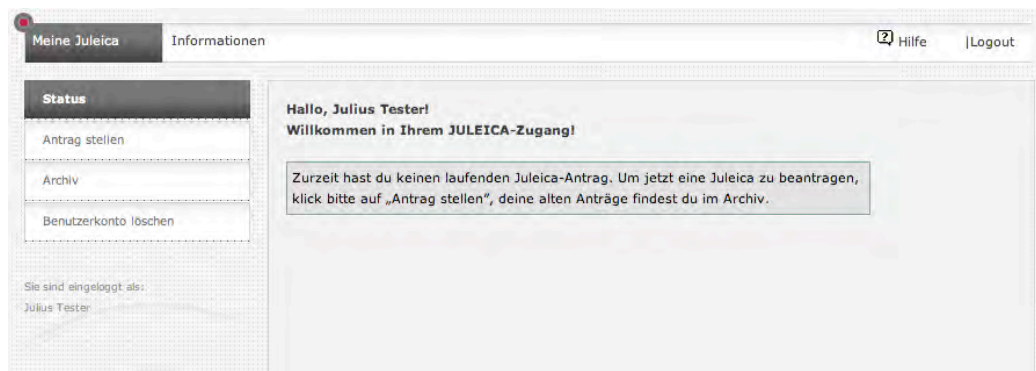 Meine Juleica Informationen Hilfe |Logout
Status
Antrag stellen
Archiv
Benutzerkonto löschen
Sie sind eingeloggt als:
Julius Tester
Hallo, Julius Tester!
Willkommen in Ihrem JULEICA-Zugang!
Zurzeit hast du keinen laufenden Juleica-Antrag. Um jetzt eine Juleica zu beantragen,
klick bitte auf „Antrag stellen”, deine alten Anträge findest du im Archiv.